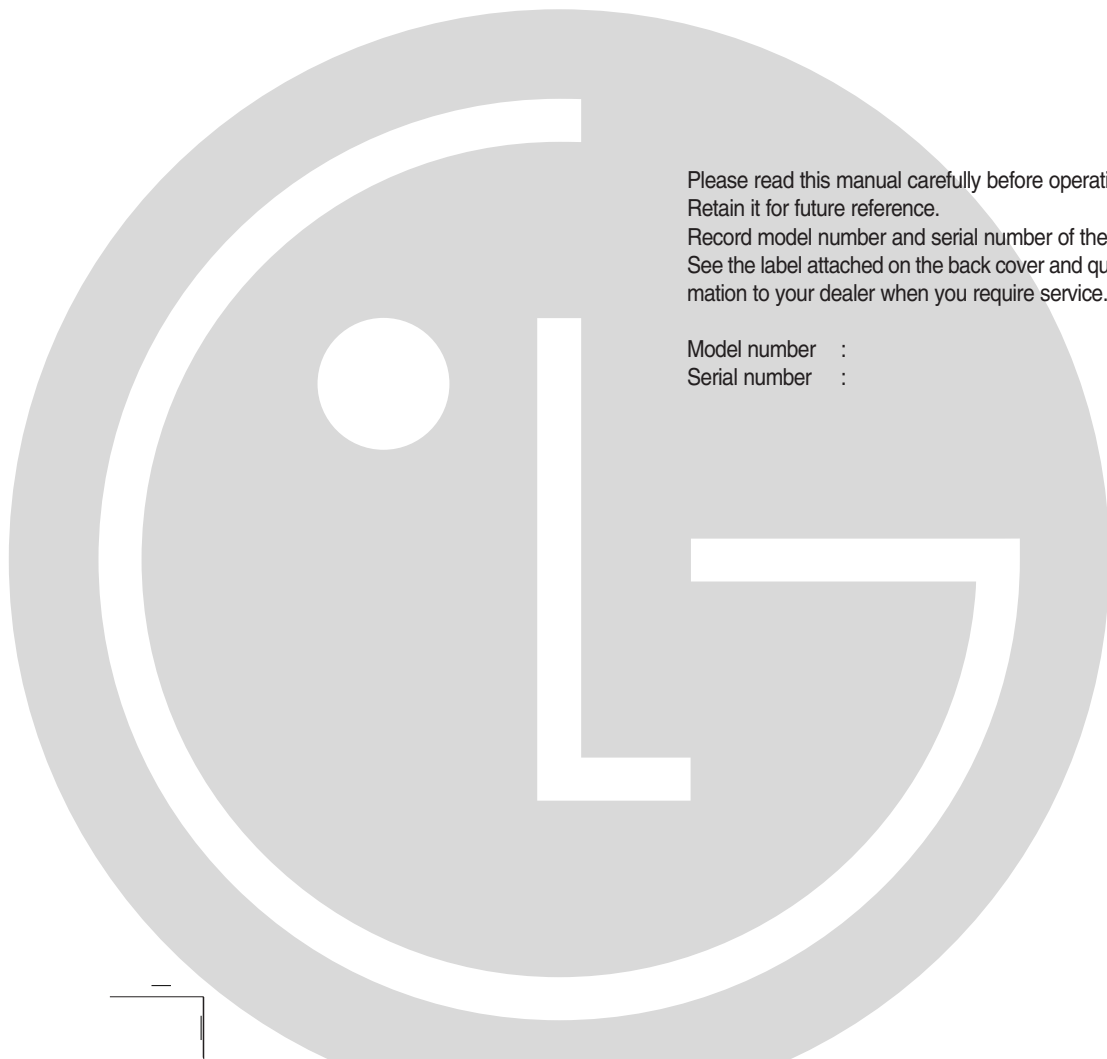 Please read this manual carefully before operati
Retain it for future reference.
Record model number and serial number of the
See the label attached on the back cover and qu
mation to your dealer when you require service.
Model number :
Serial number :